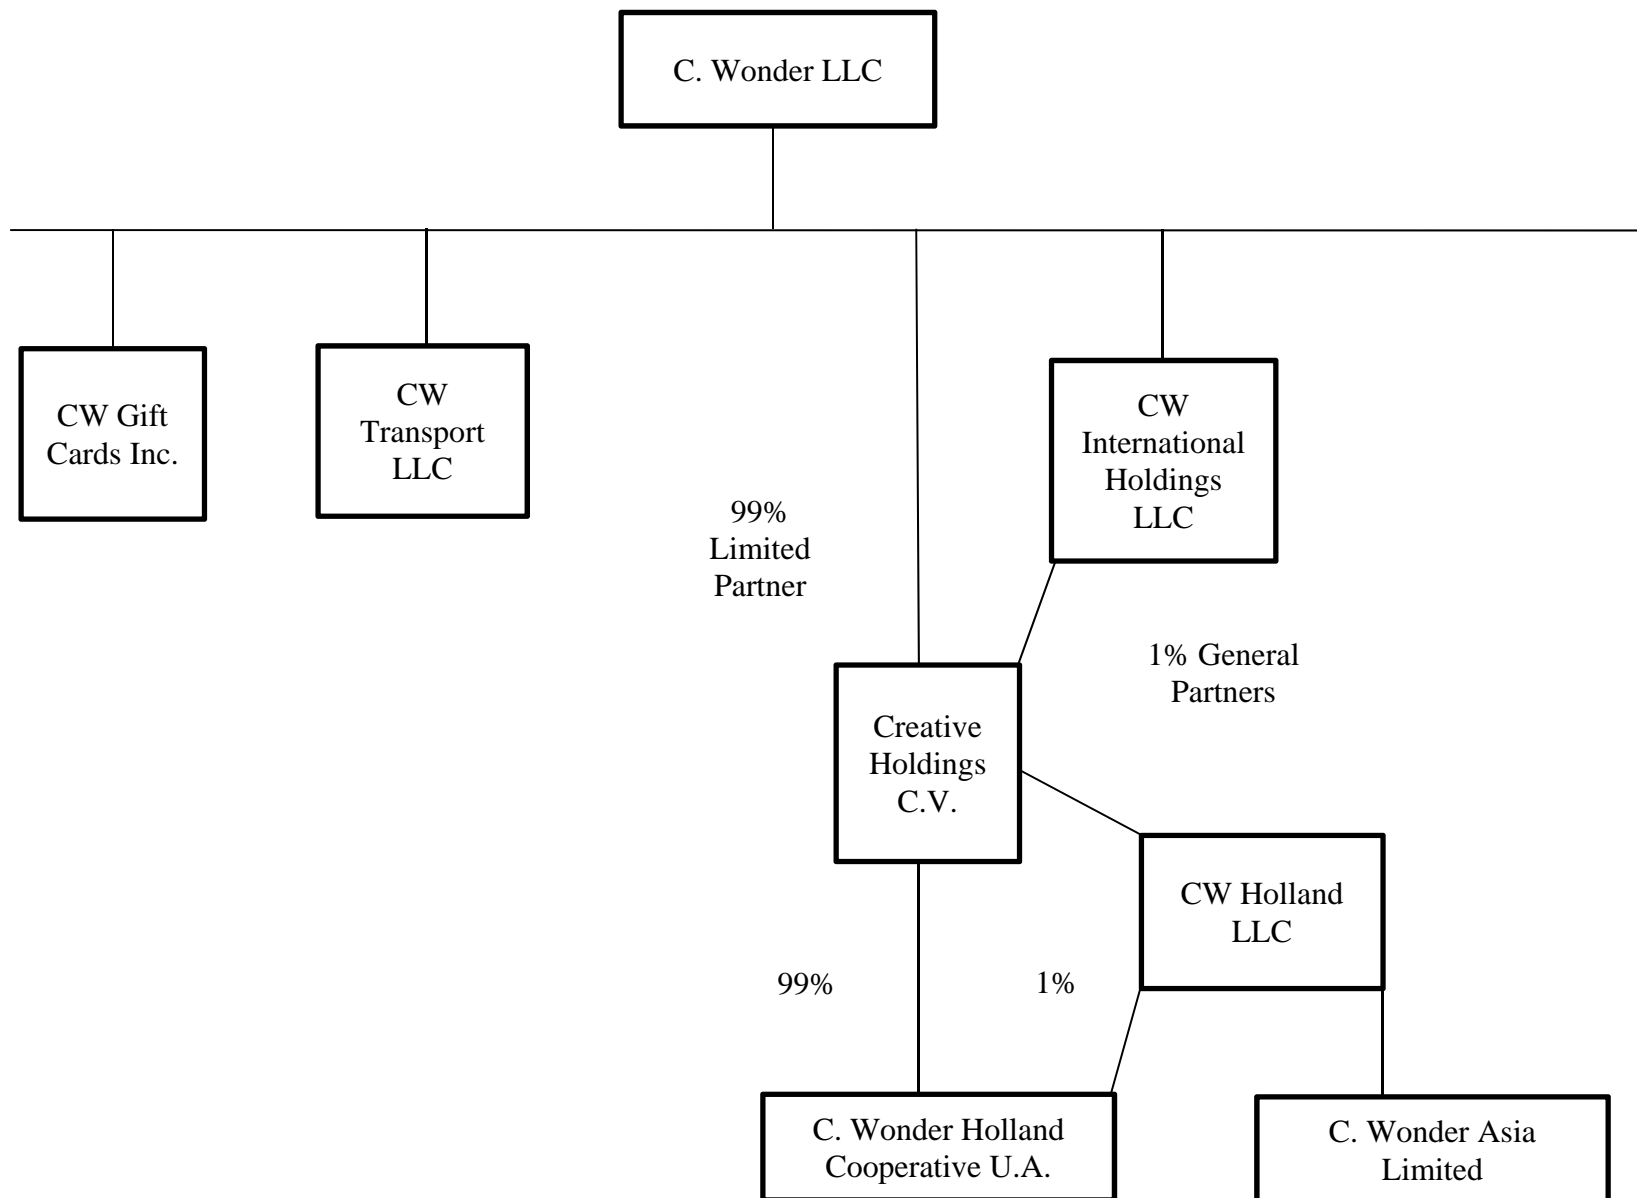 C. Wonder LLC
CW Gift
Cards Inc.
CW
Transport
LLC
CW
International
Holdings
LLC
99%
Limited
Partner
1% General
Partners
Creative
Holdings
C.V.
CW Holland
LLC
99%
1%
C. Wonder Holland
Cooperative U.A.
C. Wonder Asia
Limited